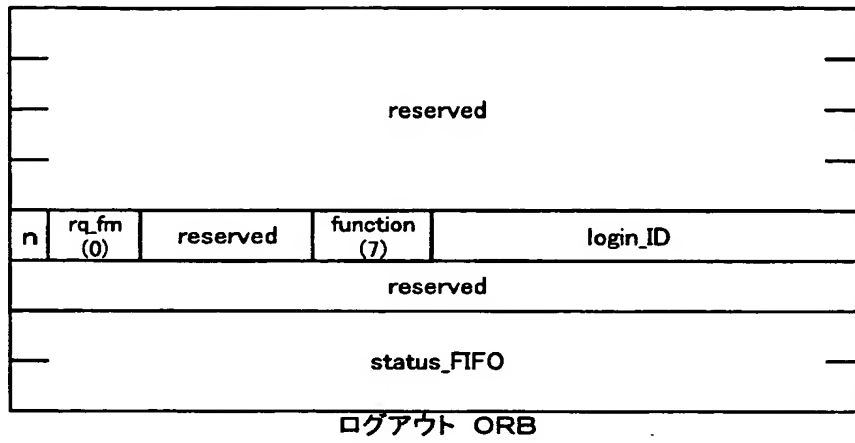 reserved
n rq_fm (0) reserved function (7) login_ID
reserved
status_FIFO
ログアウト ORB